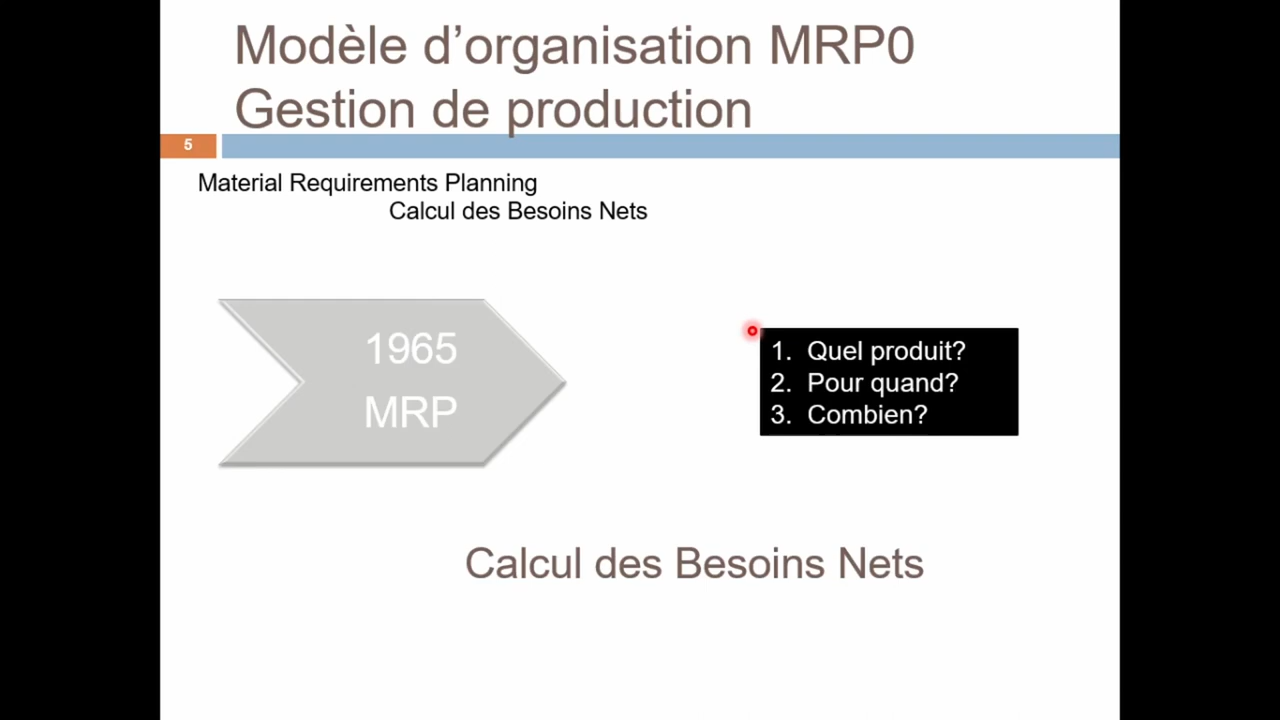 Modèle d’organisation MRP0
Gestion de production
5
Material Requirements Planning
Calcul des Besoins Nets
1965
MRP
1. Quel produit?
2. Pour quand?
3. Combien?
Calcul des Besoins Nets